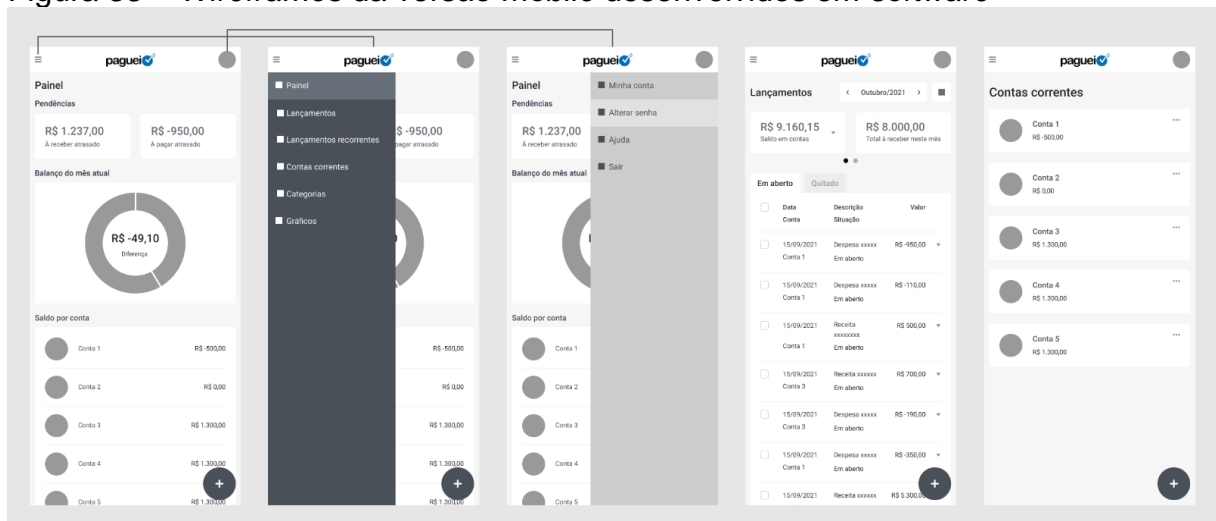 paguei
Painel
Pendências
R$ 1.237,00
À receber atrasado
R$ -950,00
À pagar atrasado
Balanço do mês atual
R$ -49,10
Diferença
Saldo por conta
Conta 1 R$ -500,00
Conta 2 R$ 0,00
Conta 3 R$ 1.300,00
Conta 4 R$ 1.300,00
Conta 5
+
paguei
Painel
Lançamentos
Lançamentos recorrentes
Contas correntes
Categorias
Gráficos
$ -950,00
pagar atrasado
R$ -500,00
R$ 0,00
R$ 1.300,00
R$ 1.300,00
+
paguei
Painel
Pendências
R$ 1.237,00
À receber atrasado
Balanço do mês atual
Saldo por conta
Conta 1
Conta 2
Conta 3
Conta 4
Conta 5
Minha conta
Alterar senha
Ajuda
Sair
paguei
Lançamentos < Outubro/2021 >
R$ 9.160,15
Saldo em contas
R$ 8.000,00
Total à receber neste mês
Em aberto Quitado
Data Descrição Valor
Conta Situação
15/09/2021 Despesa xxxxx R$ -950,00
Conta 1 Em aberto
15/09/2021 Despesa xxxxx R$ -110,00
Conta 1 Em aberto
15/09/2021 Receita R$ 500,00
xxxxxxxx
Conta 1 Em aberto
15/09/2021 Receita xxxxxx R$ 700,00
Conta 3 Em aberto
15/09/2021 Despesa xxxxx R$ -190,00
Conta 3 Em aberto
15/09/2021 Despesa xxxxx R$ -350,00
Conta 1 Em aberto
15/09/2021 Receita xxxxxx
+
paguei
Contas correntes
Conta 1
R$ -500,00
Conta 2
R$ 0,00
Conta 3
R$ 1.300,00
Conta 4
R$ 1.300,00
Conta 5
R$ 1.300,00
+